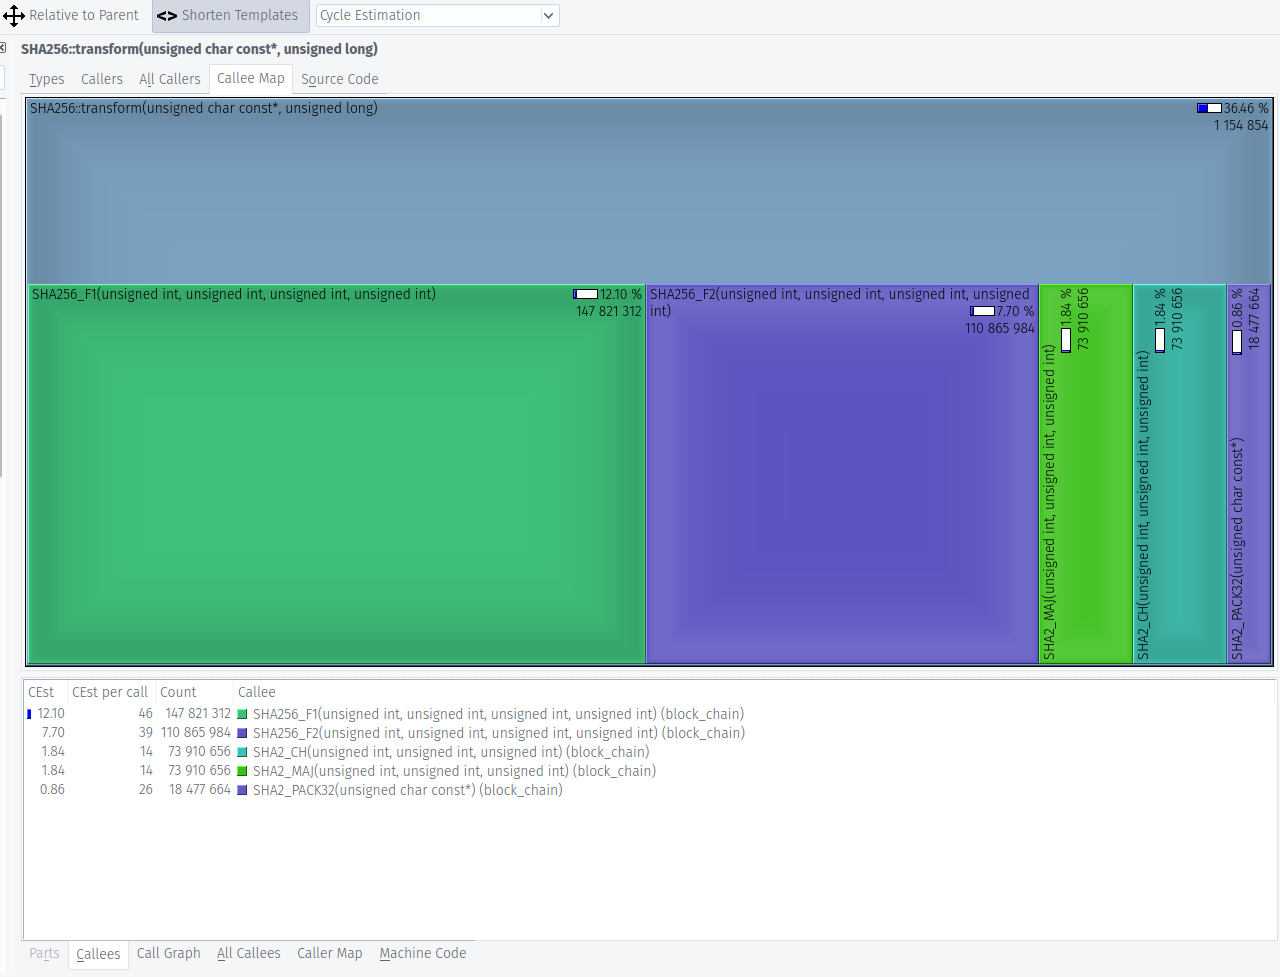 Relative to Parent
<> Shorten Templates
Cycle Estimation
SHA256::transform(unsigned char const*, unsigned long)
Types
Callers
All Callers
Callee Map
Source Code
SHA256::transform(unsigned char const*, unsigned long)
36.46 %
1 154 854
SHA256_F1(unsigned int, unsigned int, unsigned int, unsigned int)
12.10 %
147 821 312
SHA256_F2(unsigned int, unsigned int, unsigned int, unsigned
int)
7.70 %
110 865 984
SHA2_MAJ(unsigned int, unsigned int, unsigned int)
1.84 %
73 910 656
SHA2_CH(unsigned int, unsigned int, unsigned int)
1.84 %
73 910 656
SHA2_PACK32(unsigned char const*)
0.86 %
18 477 664
CEst CEst per call Count Callee
12.10 46 147 821 312 SHA256_F1(unsigned int, unsigned int, unsigned int, unsigned int) (block_chain)
7.70 39 110 865 984 SHA256_F2(unsigned int, unsigned int, unsigned int, unsigned int) (block_chain)
1.84 14 73 910 656 SHA2_CH(unsigned int, unsigned int, unsigned int) (block_chain)
1.84 14 73 910 656 SHA2_MAJ(unsigned int, unsigned int, unsigned int) (block_chain)
0.86 26 18 477 664 SHA2_PACK32(unsigned char const*) (block_chain)
Parts
Callees
Call Graph
All Callees
Caller Map
Machine Code